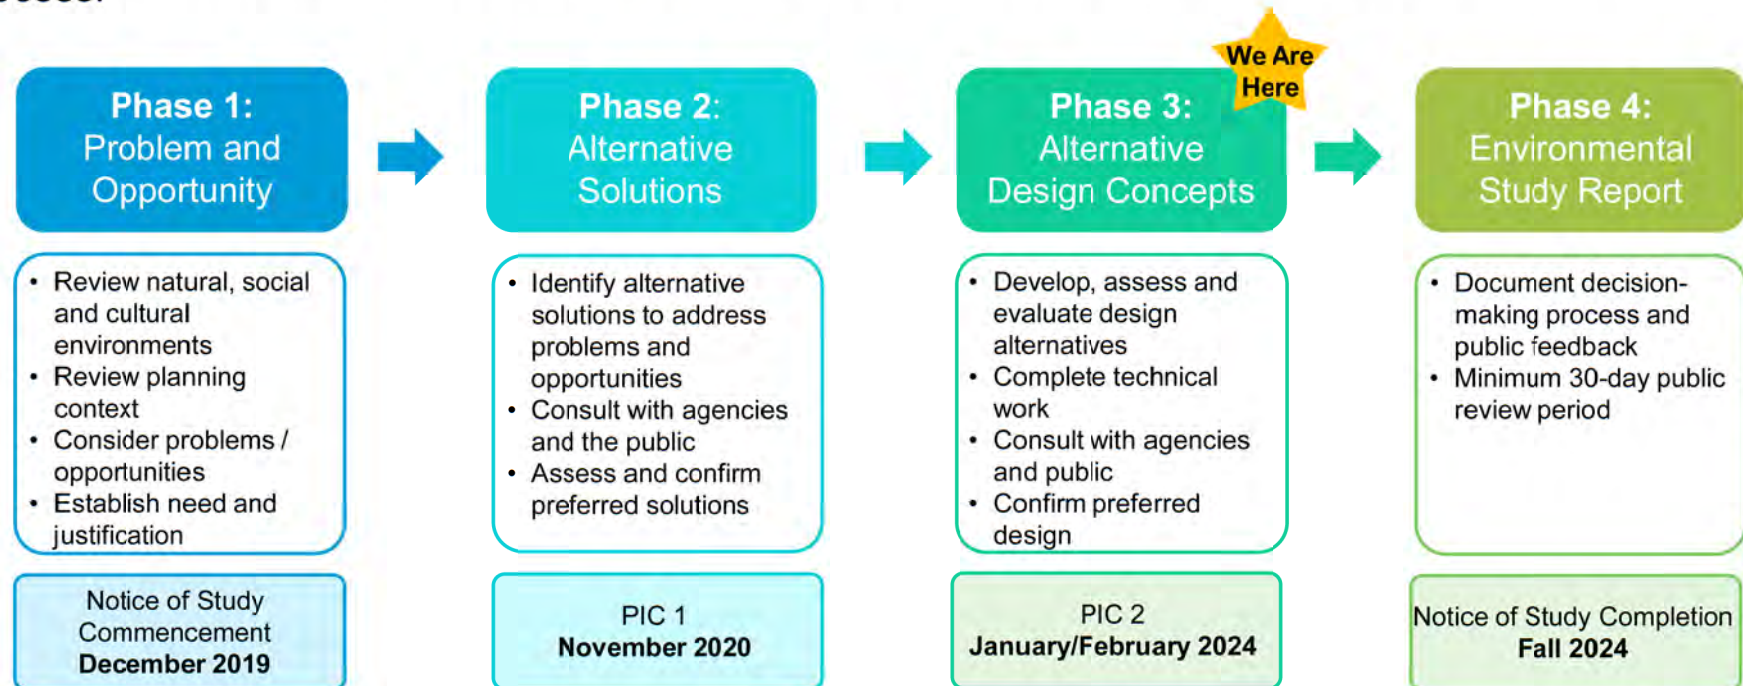 We Are
Here
Phase 1:
Problem and
Opportunity
• Review natural, social
and cultural
environments
• Review planning
context
• Consider problems /
opportunities
• Establish need and
justification
Notice of Study
Commencement
December 2019
Phase 2:
Alternative
Solutions
• Identify alternative
solutions to address
problems and
opportunities
• Consult with agencies
and the public
• Assess and confirm
preferred solutions
PIC 1
November 2020
Phase 3:
Alternative
Design Concepts
• Develop, assess and
evaluate design
alternatives
• Complete technical
work
• Consult with agencies
and public
• Confirm preferred
design
PIC 2
January/February 2024
Phase 4:
Environmental
Study Report
• Document decision-
making process and
public feedback
• Minimum 30-day public
review period
Notice of Study Completion
Fall 2024